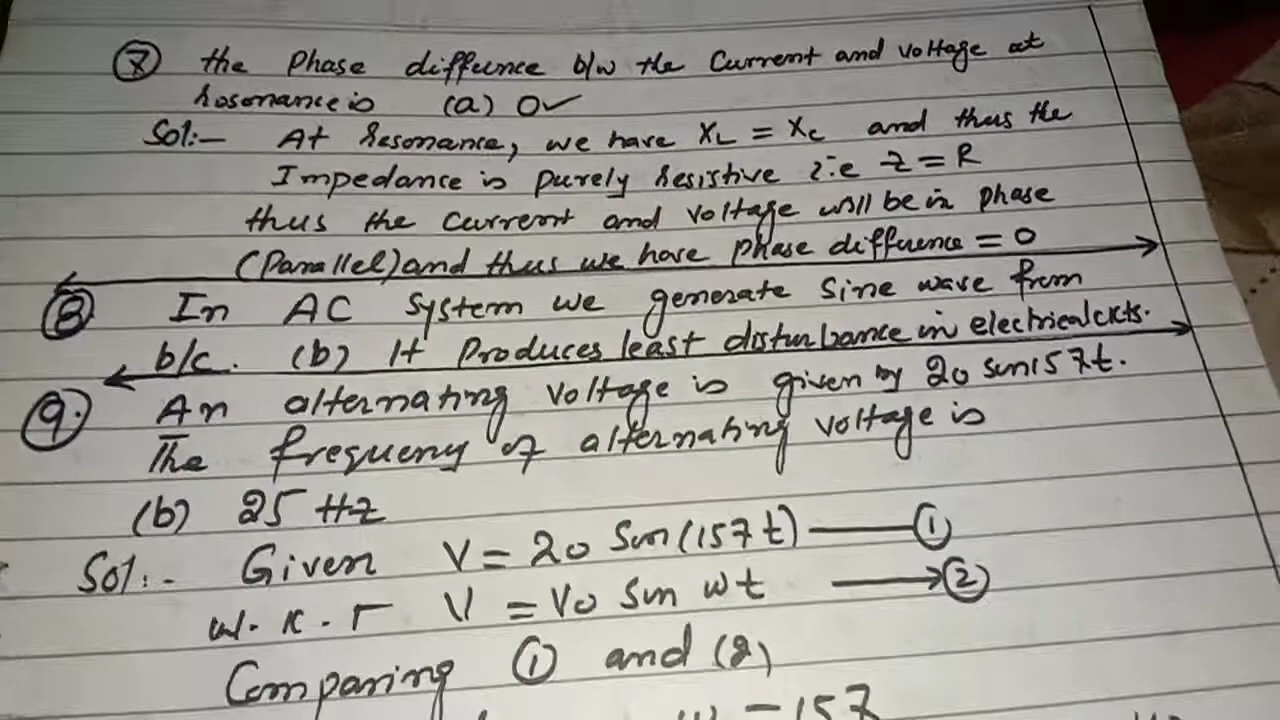 ⑦ the Phase diffrence b/w the Current and voltage at
resonance is (a) 0✓
Sol:- At resonance, we have XL = Xc and thus the
Impedance is purely resistive i.e Z = R
thus the current and voltage will be in phase
(Parallel) and thus we have phase diffrence = 0
⑧ In AC system we generate sine wave from
b/c. (b) It Produces least disturbance in electrical ckts.
⑨. An alternating voltage is given by 20 sin157t.
The frequency of alternating voltage is
(b) 25 Hz
Sol:- Given V = 20 Sin(157t) — ①
w.k.T V = V0 Sin wt → ②
Comparing ① and (2)
w = 157